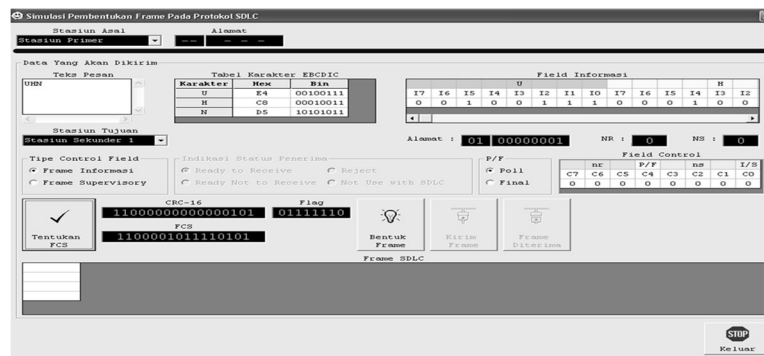 Simulasi Pembentukan Frame Pada Protokol SDLC
Stasiun Asal Alamat
Stasiun Primer -- - - -
Data Yang Akan Dikirim
Teks Pesan Tabel Karakter EBCDIC Field Informasi
UHN
Karakter Hex Bin
U E4 00100111
H C8 00010011
N D5 10101011
U H
I7 I6 I5 I4 I3 I2 I1 I0 I7 I6 I5 I4 I3 I2
0 0 1 0 0 1 1 1 0 0 0 1 0 0
Stasiun Tujuan
Stasiun Sekunder 1 Alamat : 01 00000001 NR : 0 NS : 0
Tipe Control Field Indikasi Status Penerima P/F Field Control
Frame Informasi Ready to Receive Reject Poll
Frame Supervisory Ready Not to Receive Not Use with SDLC Final
nr P/F ns I/S
C7 C6 C5 C4 C3 C2 C1 C0
0 0 0 0 0 0 0 0
CRC-16 Flag
11000000000000101 01111110
FCS
1100001011110101
Tentukan FCS
Bentuk Frame
Kirim Frame
Frame Diterima
Frame SDLC
STOP
Keluar